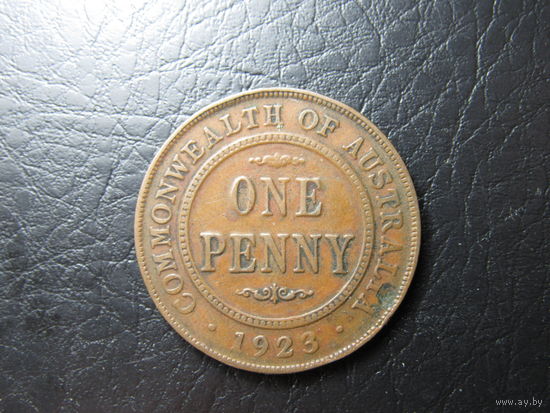 COMMONWEALTH OF AUSTRALIA
ONE
PENNY
· 1923 ·
www.ay.by